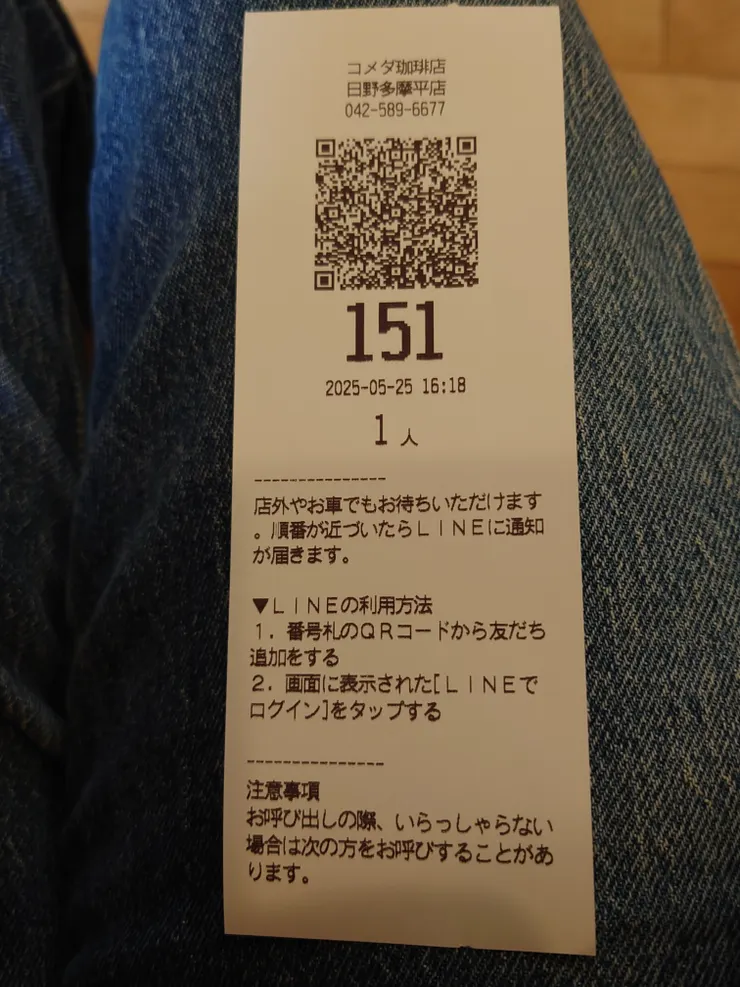 コメダ珈琲店
日野多摩平店
042-589-6677
151
2025-05-25 16:18
1人
---------------
店外やお車でもお待ちいただけます
。順番が近づいたらＬＩＮＥに通知
が届きます。
▼ＬＩＮＥの利用方法
１．番号札のＱＲコードから友だち
追加をする
２．画面に表示された[ＬＩＮＥで
ログイン]をタップする
---------------
注意事項
お呼び出しの際、いらっしゃらない
場合は次の方をお呼びすることがあ
ります。